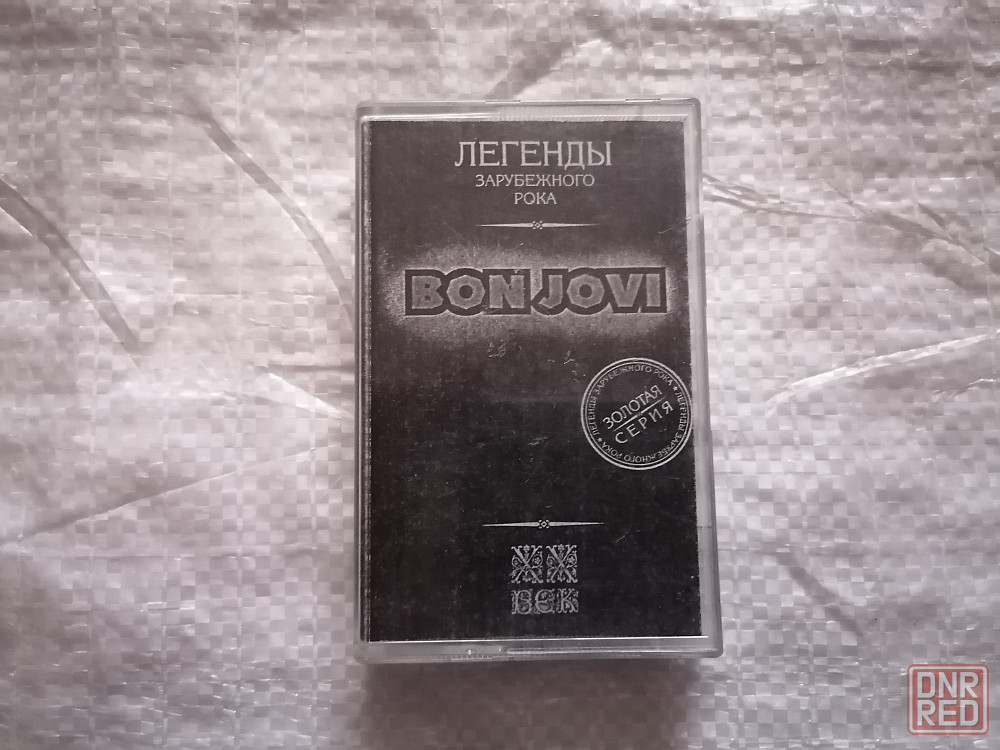 ЛЕГЕНДЫ
ЗАРУБЕЖНОГО
РОКА
BON JOVI
ЛЕГЕНДЫ ЗАРУБЕЖНОГО РОКА * ЛЕГЕНДЫ ЗАРУБЕЖНОГО РОКА *
ЗОЛОТАЯ
СЕРИЯ
XX
ВЕК
DNR
RED